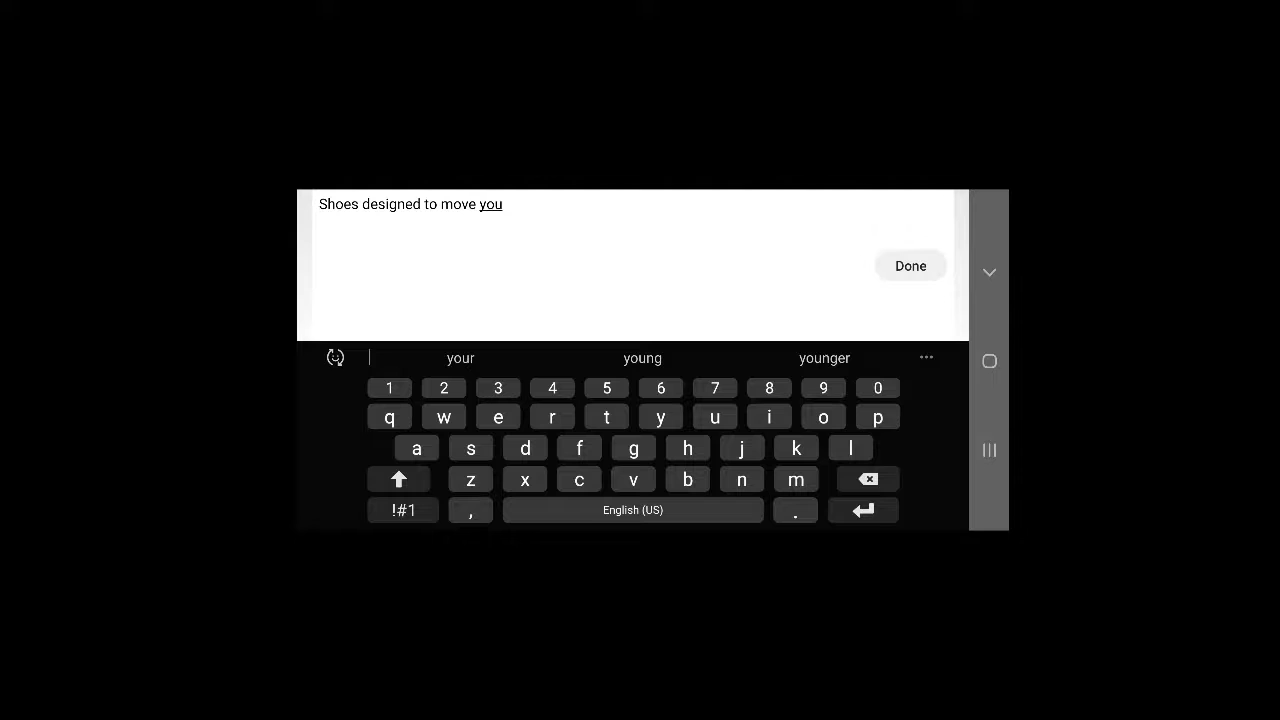 Shoes designed to move you
Done
your young younger
1 2 3 4 5 6 7 8 9 0
q w e r t y u i o p
a s d f g h j k l
z x c v b n m
!#1 , English (US) .